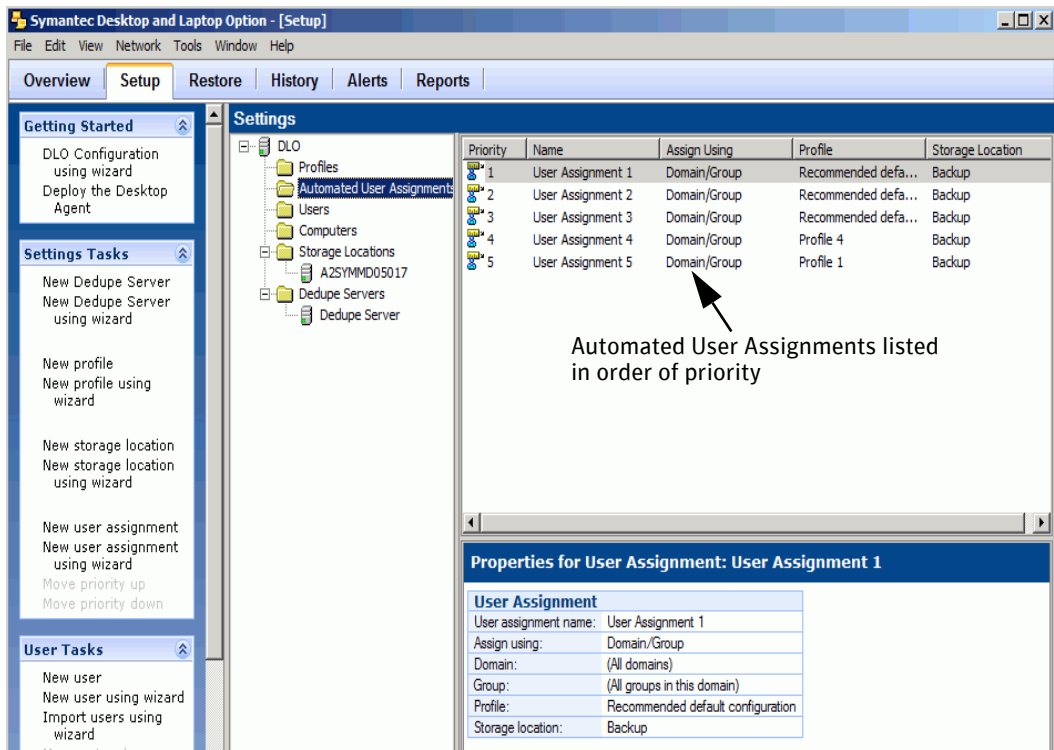 Symantec Desktop and Laptop Option - [Setup]
File Edit View Network Tools Window Help
Overview Setup Restore History Alerts Reports
Getting Started
DLO Configuration
using wizard
Deploy the Desktop
Agent
Settings Tasks
New Dedupe Server
New Dedupe Server
using wizard
New profile
New profile using
wizard
New storage location
New storage location
using wizard
New user assignment
New user assignment
using wizard
Move priority up
Move priority down
User Tasks
New user
New user using wizard
Import users using
wizard
Settings
DLO
Profiles
Automated User Assignments
Users
Computers
Storage Locations
A2SYMMD05017
Dedupe Servers
Dedupe Server
Priority Name Assign Using Profile Storage Location
1 User Assignment 1 Domain/Group Recommended defa... Backup
2 User Assignment 2 Domain/Group Recommended defa... Backup
3 User Assignment 3 Domain/Group Recommended defa... Backup
4 User Assignment 4 Domain/Group Profile 4 Backup
5 User Assignment 5 Domain/Group Profile 1 Backup
Automated User Assignments listed
in order of priority
Properties for User Assignment: User Assignment 1
User Assignment
User assignment name: User Assignment 1
Assign using: Domain/Group
Domain: (All domains)
Group: (All groups in this domain)
Profile: Recommended default configuration
Storage location: Backup